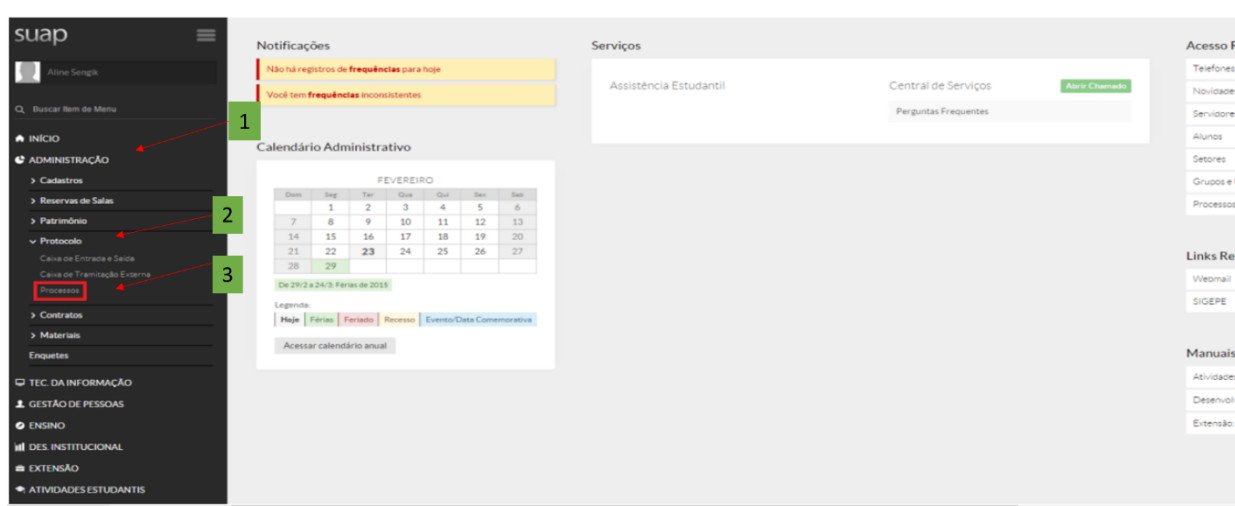 suap
Aline Sengik
Buscar Item de Menu
INÍCIO
ADMINISTRAÇÃO
> Cadastros
> Reservas de Salas
> Patrimônio
Protocolo
Caixa de Entrada e Saída
Caixa de Tramitação Externa
Processos
> Contratos
> Materiais
Enquetes
TEC. DA INFORMAÇÃO
GESTÃO DE PESSOAS
ENSINO
DES. INSTITUCIONAL
EXTENSÃO
ATIVIDADES ESTUDANTIS
1
2
3
Notificações
Não há registros de frequências para hoje
Você tem frequências inconsistentes
Calendário Administrativo
FEVEREIRO
Dom Seg Ter Qua Qui Sex Sab
1 2 3 4 5 6
7 8 9 10 11 12 13
14 15 16 17 18 19 20
21 22 23 24 25 26 27
28 29
De 29/2 a 24/3: Férias de 2015
Legenda:
Hoje Férias Feriado Recesso Evento/Data Comemorativa
Acessar calendário anual
Serviços
Assistência Estudantil
Central de Serviços
Abrir Chamado
Perguntas Frequentes
Acesso
Telefones
Alunos
Setores
Grupos e
Processos
Links
Webmail
SIGEPE
Manuais
Extensão: